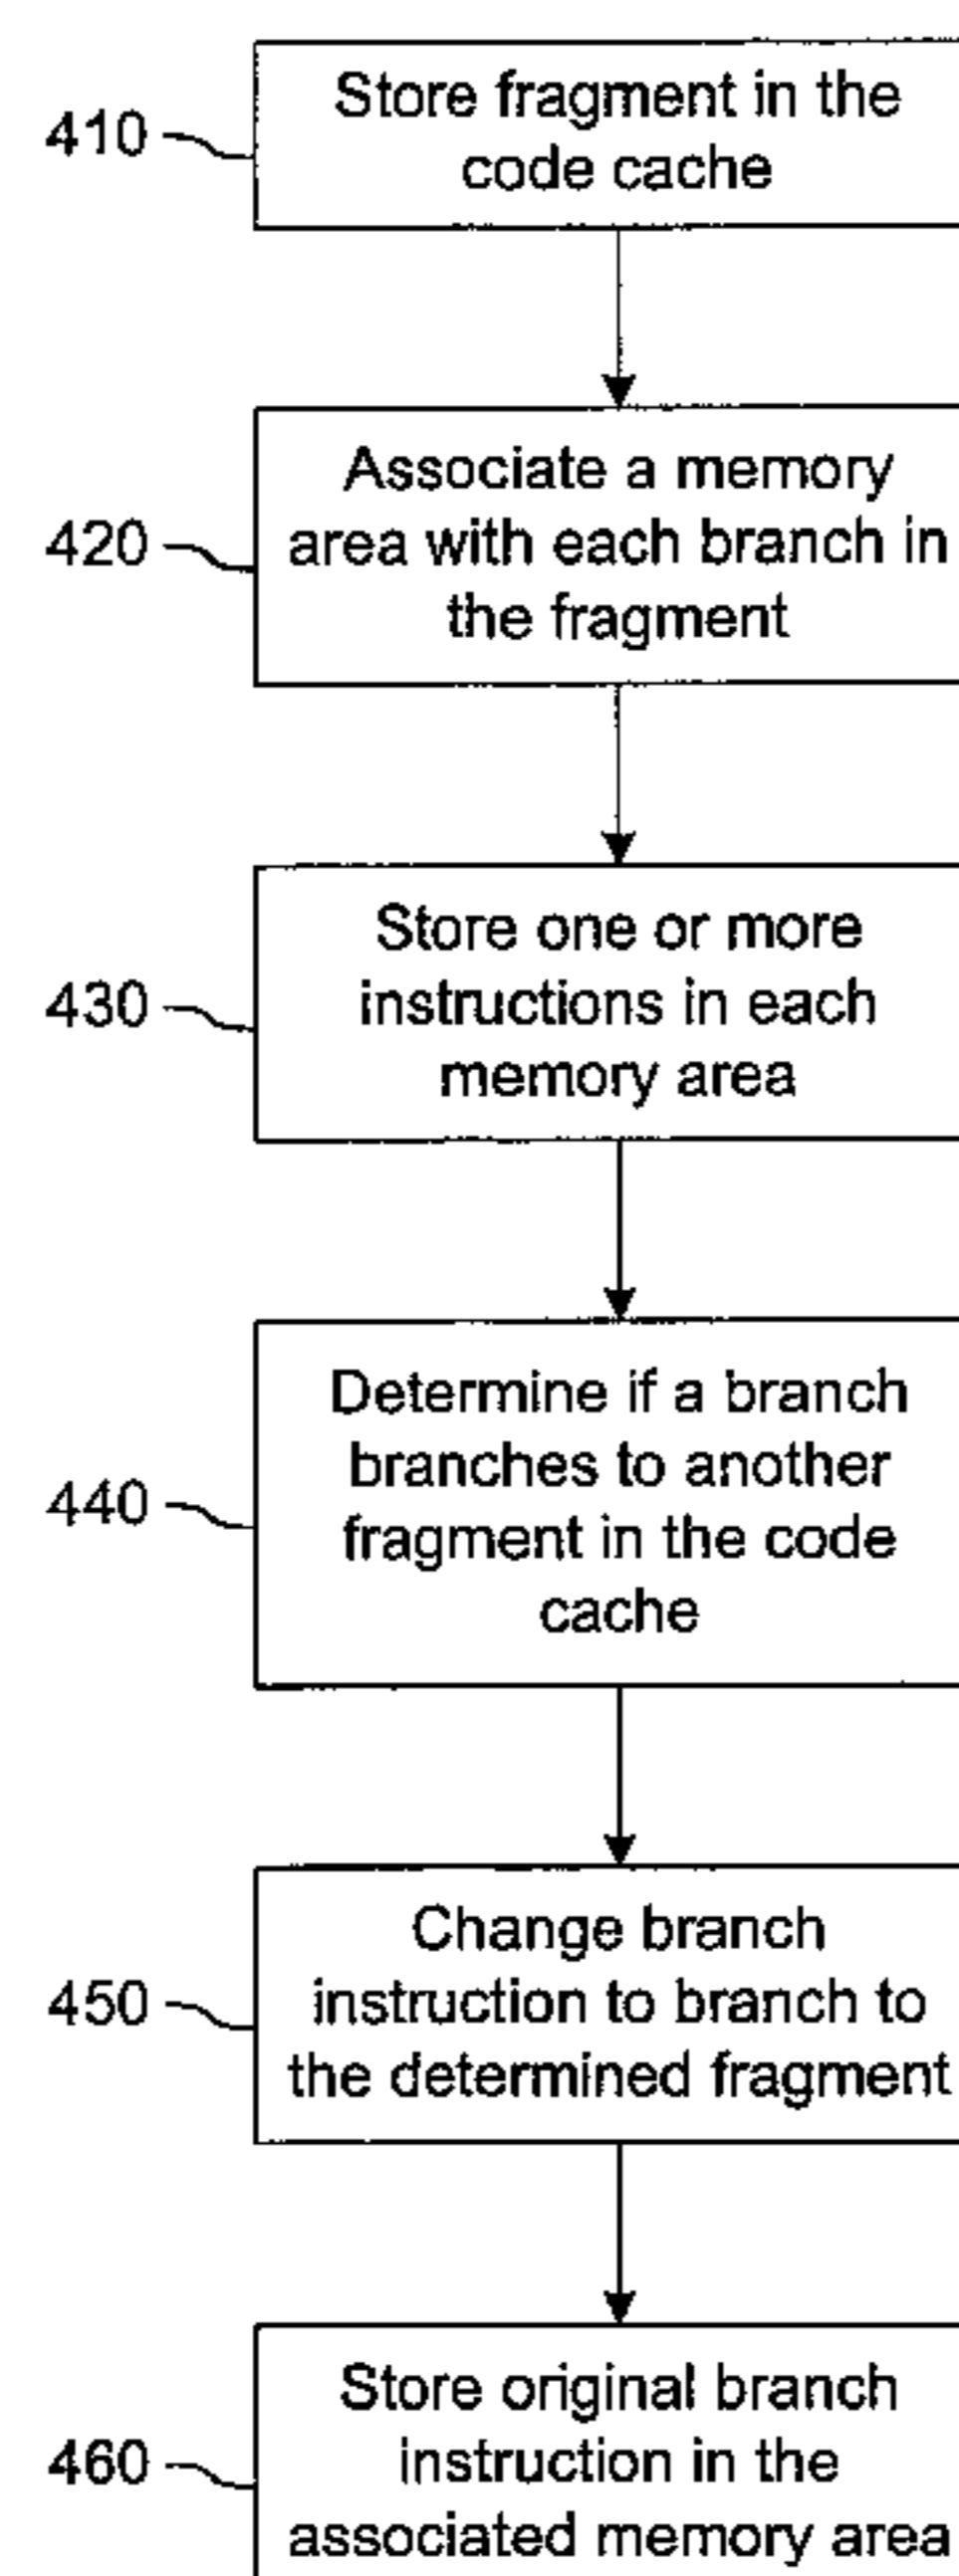 410
Store fragment in the
code cache
420
Associate a memory
area with each branch in
the fragment
430
Store one or more
instructions in each
memory area
440
Determine if a branch
branches to another
fragment in the code
cache
450
Change branch
instruction to branch to
the determined fragment
460
Store original branch
instruction in the
associated memory area